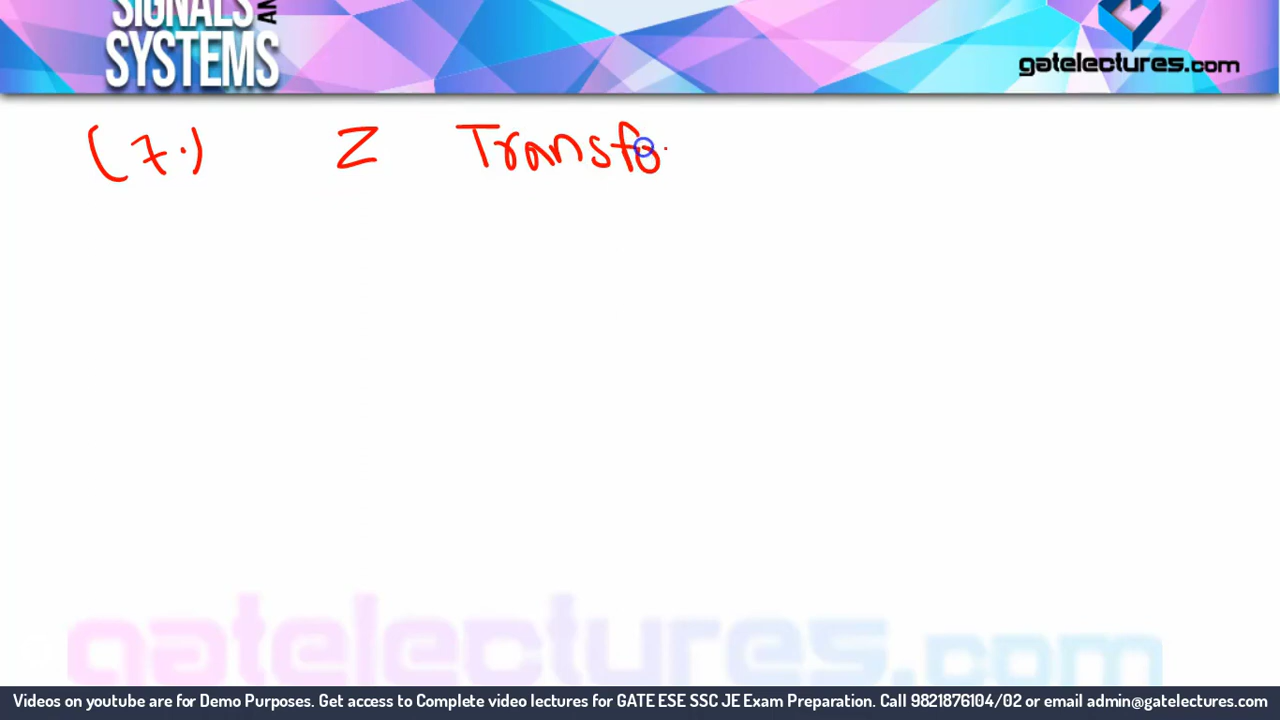 SIGNALS AND
SYSTEMS
gatelectures.com
(7.) Z Transfo
gatelectures.com
Videos on youtube are for Demo Purposes. Get access to Complete video lectures for GATE ESE SSC JE Exam Preparation. Call 9821876104/02 or email admin@gatelectures.com